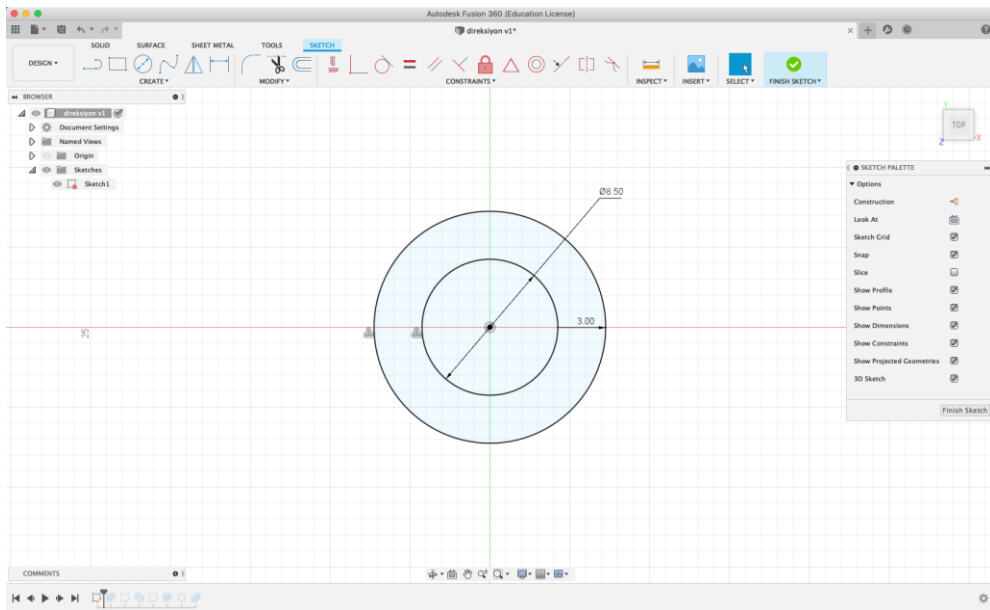 Autodesk Fusion 360 (Education License)
direksiyon v1*
SOLID SURFACE SHEET METAL TOOLS SKETCH
DESIGN
CREATE MODIFY CONSTRAINTS INSPECT INSERT SELECT FINISH SKETCH
BROWSER
direksiyon v1
Document Settings
Named Views
Origin
Sketches
Sketch1
TOP
Y
Z
X
SKETCH PALETTE
Options
Construction
Look At
Sketch Grid
Snap
Slice
Show Profile
Show Points
Show Dimensions
Show Constraints
Show Projected Geometries
3D Sketch
Finish Sketch
Ø8.50
3.00
25
COMMENTS